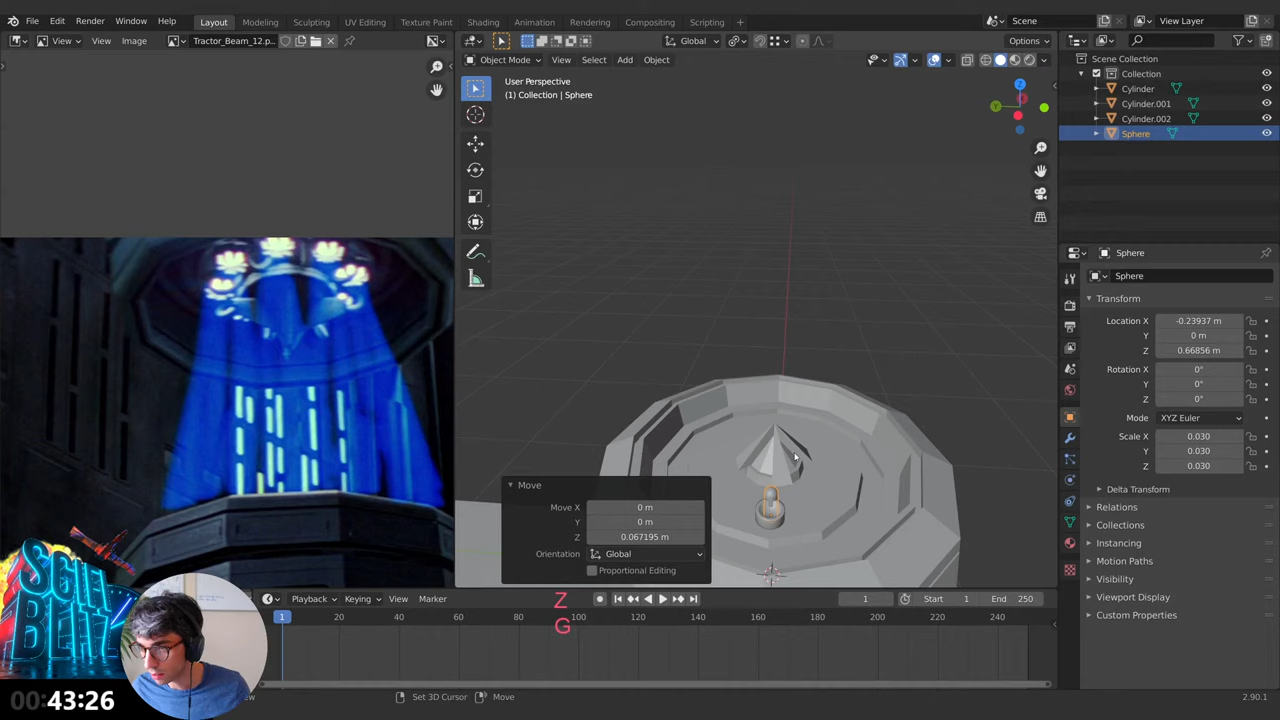 File Edit Render Window Help Layout Modeling Sculpting UV Editing Texture Paint Shading Animation Rendering Compositing Scripting + Scene View Layer
View View Image Tractor_Beam_12.p... Global Options
Object Mode View Select Add Object
Scene Collection
Collection
Cylinder
Cylinder.001
Cylinder.002
Sphere
User Perspective
(1) Collection | Sphere
Z
Y
Sphere
Sphere
Transform
Location X -0.23937 m
Y 0 m
Z 0.66856 m
Rotation X 0°
Y 0°
Z 0°
Mode XYZ Euler
Scale X 0.030
Y 0.030
Z 0.030
Delta Transform
Relations
Collections
Instancing
Motion Paths
Visibility
Viewport Display
Custom Properties
Move
Move X 0 m
Y 0 m
Z 0.067195 m
Orientation Global
Proportional Editing
Playback Keying View Marker 1 Start 1 End 250
Z
G
1 20 40 60 80 100 120 140 160 180 200 220 240
SCIFI
BLITZ
00:43:26
Set 3D Cursor Move 2.90.1